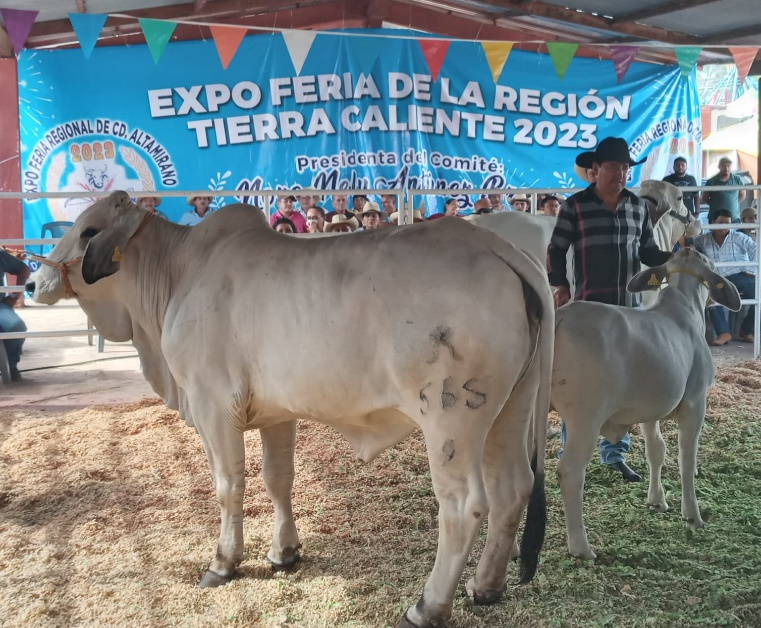 EXPO FERIA DE LA REGIÓN
TIERRA CALIENTE 2023
Presidenta del comité:
EXPO FERIA REGIONAL DE CD. ALTAMIRANO
2023
FERIA REGIONAL
SBS